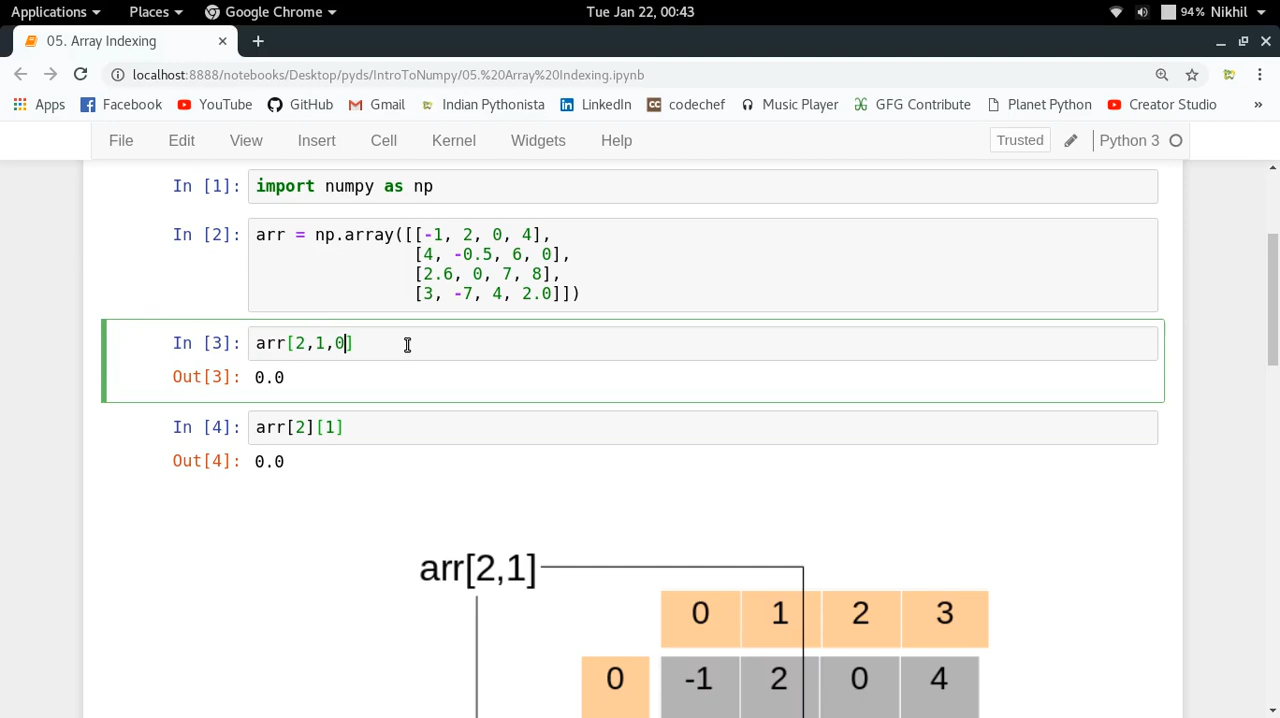 Applications Places Google Chrome Tue Jan 22, 00:43 94% Nikhil
05. Array Indexing
localhost:8888/notebooks/Desktop/pyds/IntroToNumpy/05.%20Array%20Indexing.ipynb
Apps Facebook YouTube GitHub Gmail Indian Pythonista LinkedIn codechef Music Player GFG Contribute Planet Python Creator Studio »
File Edit View Insert Cell Kernel Widgets Help Trusted Python 3
In [1]: import numpy as np
In [2]: arr = np.array([[-1, 2, 0, 4],
[4, -0.5, 6, 0],
[2.6, 0, 7, 8],
[3, -7, 4, 2.0]])
In [3]: arr[2,1,0]
Out[3]: 0.0
In [4]: arr[2][1]
Out[4]: 0.0
arr[2,1]
0 1 2 3
0 -1 2 0 4